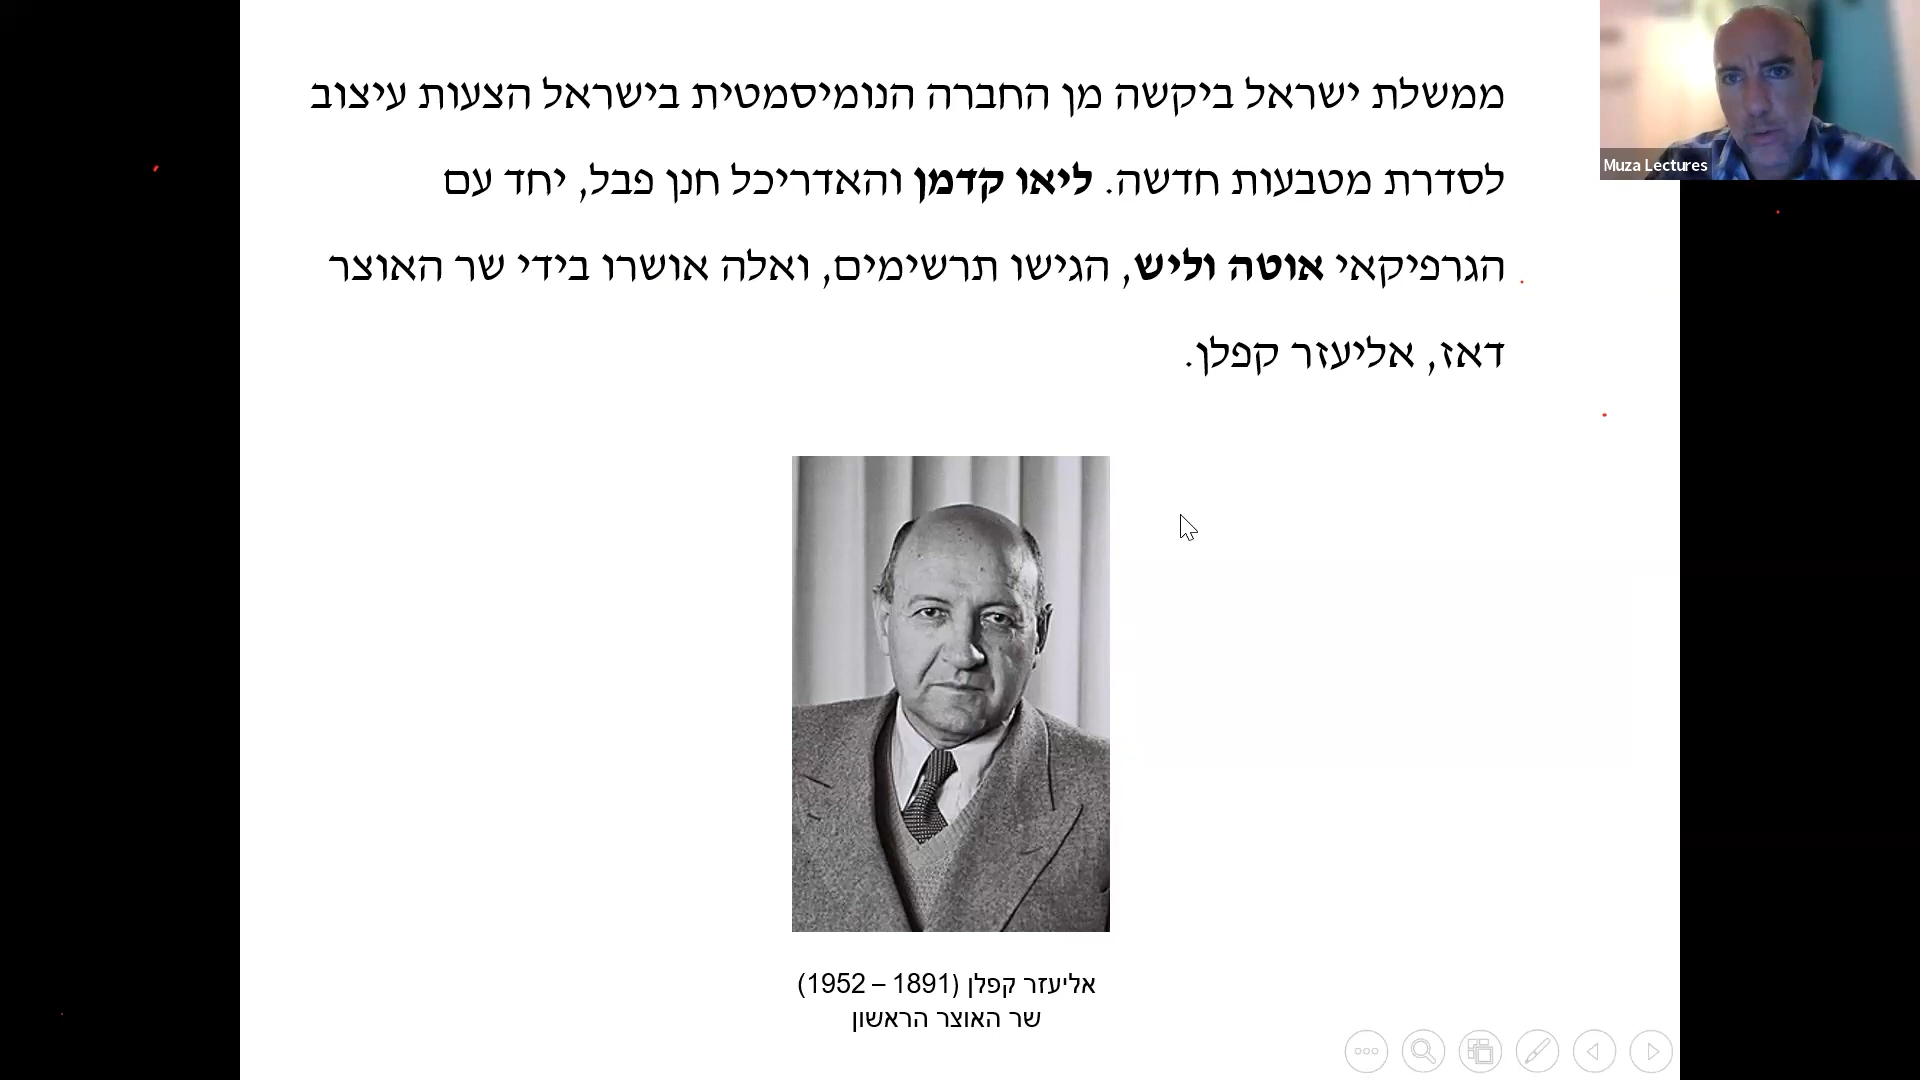 ממשלת ישראל ביקשה מן החברה הנומיסמטית בישראל הצעות עיצוב
לסדרת מטבעות חדשה. ליאו קדמן והאדריכל חנן פבל, יחד עם
הגרפיקאי אוטה וליש, הגישו תרשימים, ואלה אושרו בידי שר האוצר
דאז, אליעזר קפלן.
Muza Lectures
אליעזר קפלן (1891 – 1952)
שר האוצר הראשון